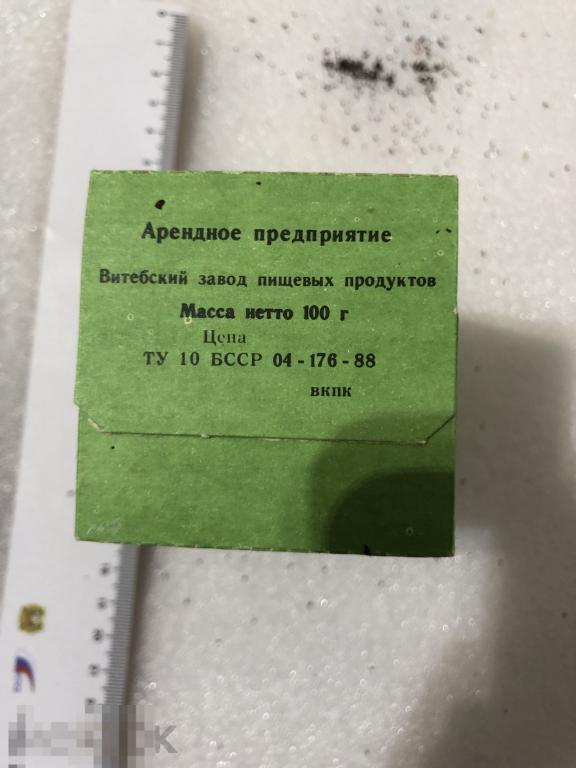 Арендное предприятие
Витебский завод пищевых продуктов
Масса нетто 100 г
Цена
ТУ 10 БССР 04-176-88
ВКПК